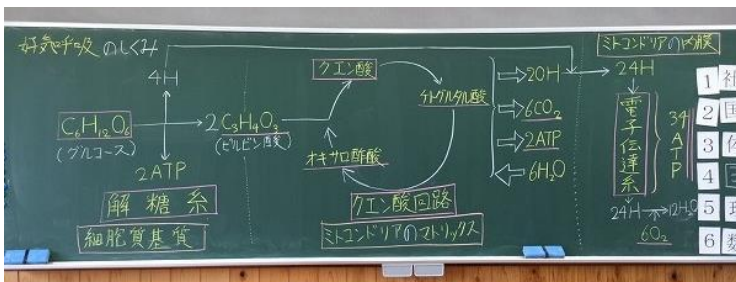 好気呼吸のしくみ
4H
C₆H₁₂O₆
(グルコース)
2ATP
解糖系
細胞質基質
2C₃H₄O₃
(ピルビン酸)
クエン酸
ケトグルタル酸
オキサロ酢酸
クエン酸回路
ミトコンドリアのマトリックス
20H
6CO₂
2ATP
6H₂O
ミトコンドリアの内膜
24H
電子伝達系
34ATP
24H
12H₂O
6O₂
1
2
3
4
5
6